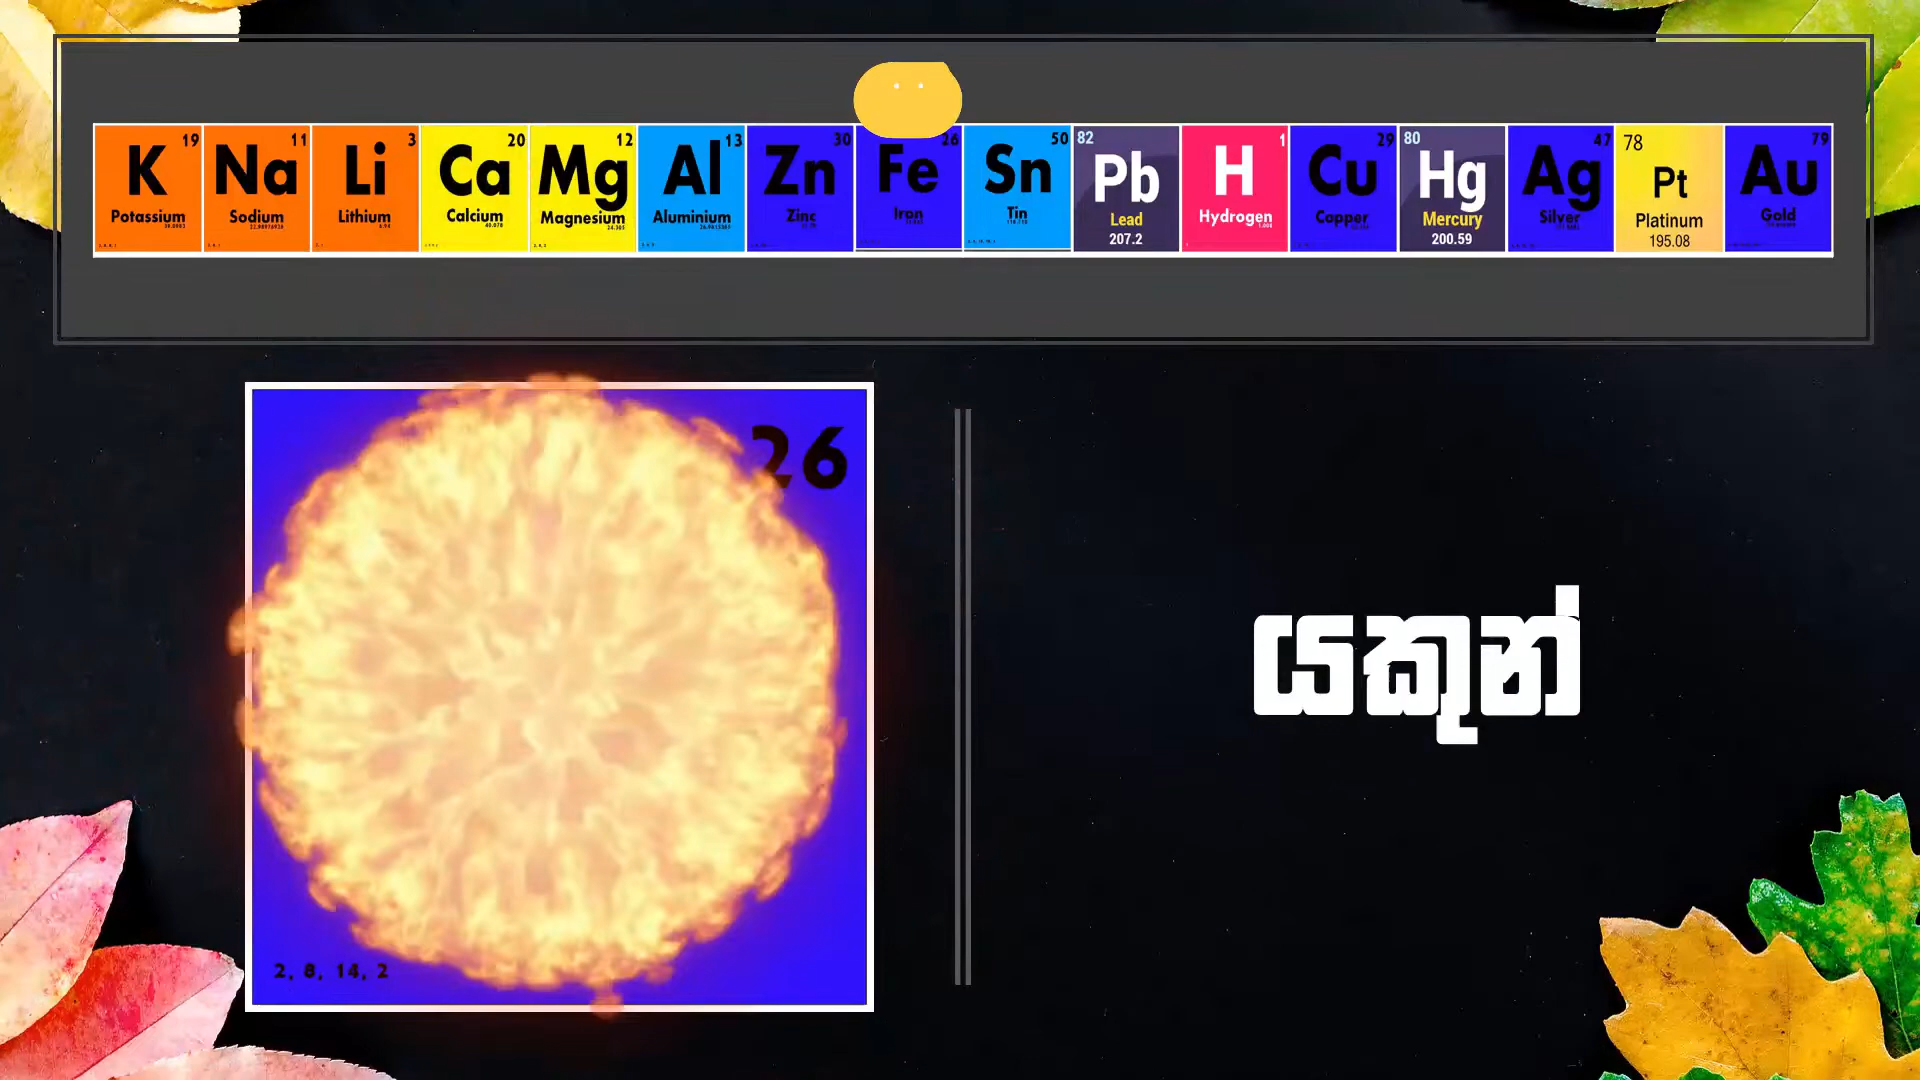 19 11 3 20 12 13 30 26 50 82 1 29 80 47 78 79
K Na Li Ca Mg Al Zn Fe Sn Pb H Cu Hg Ag Pt Au
Potassium Sodium Lithium Calcium Magnesium Aluminium Zinc Iron Tin Lead Hydrogen Copper Mercury Silver Platinum Gold
207.2 200.59 195.08
26
යකුන්
2, 8, 14, 2